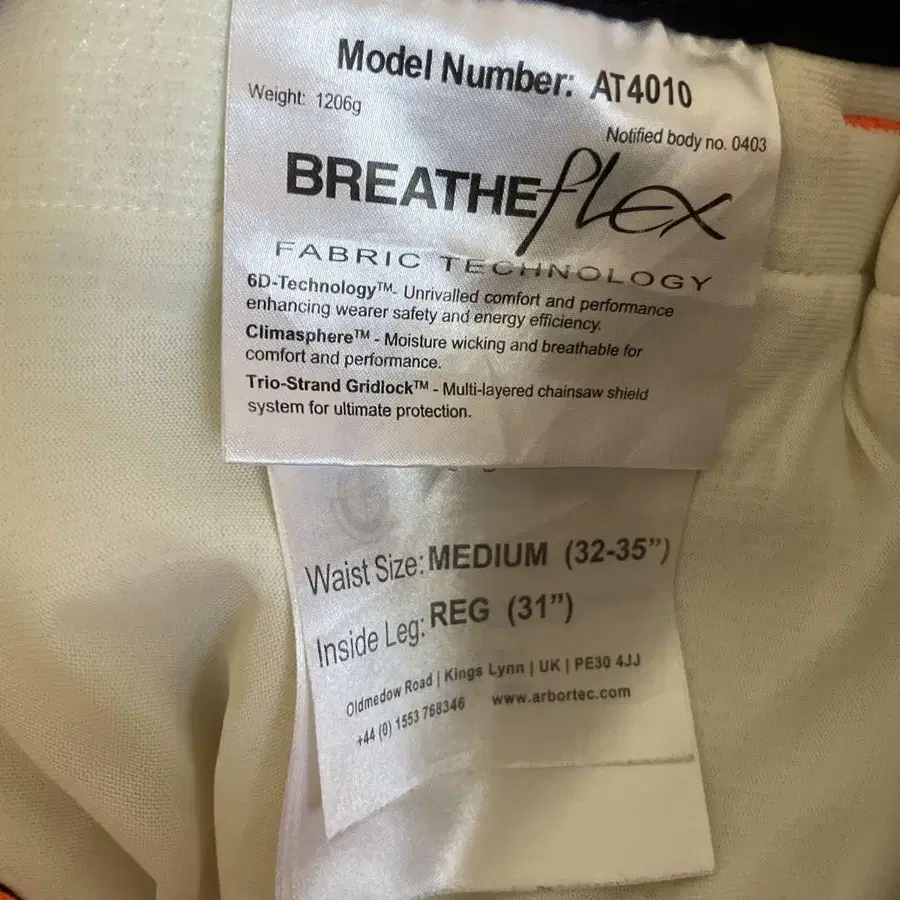 Model Number: AT4010
Weight: 1206g
Notified body no. 0403
BREATHEflex
FABRIC TECHNOLOGY
6D-Technology™- Unrivalled comfort and performance
enhancing wearer safety and energy efficiency.
Climasphere™ - Moisture wicking and breathable for
comfort and performance.
Trio-Strand Gridlock™ - Multi-layered chainsaw shield
system for ultimate protection.
Waist Size: MEDIUM (32-35”)
Inside Leg: REG (31”)
Oldmedow Road | Kings Lynn | UK | PE30 4JJ
+44 (0) 1553 768346 www.arbortec.com